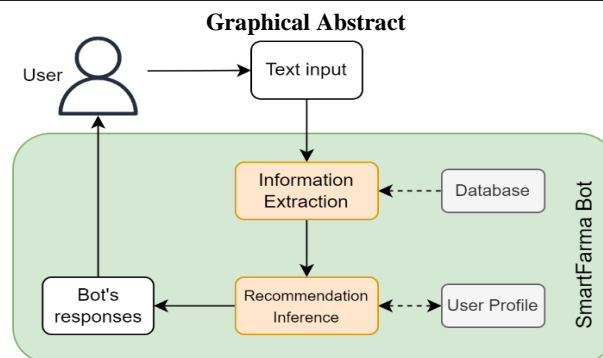 Graphical Abstract
User
Text input
Information
Extraction
Database
Bot's
responses
Recommendation
Inference
User Profile
SmartFarma Bot